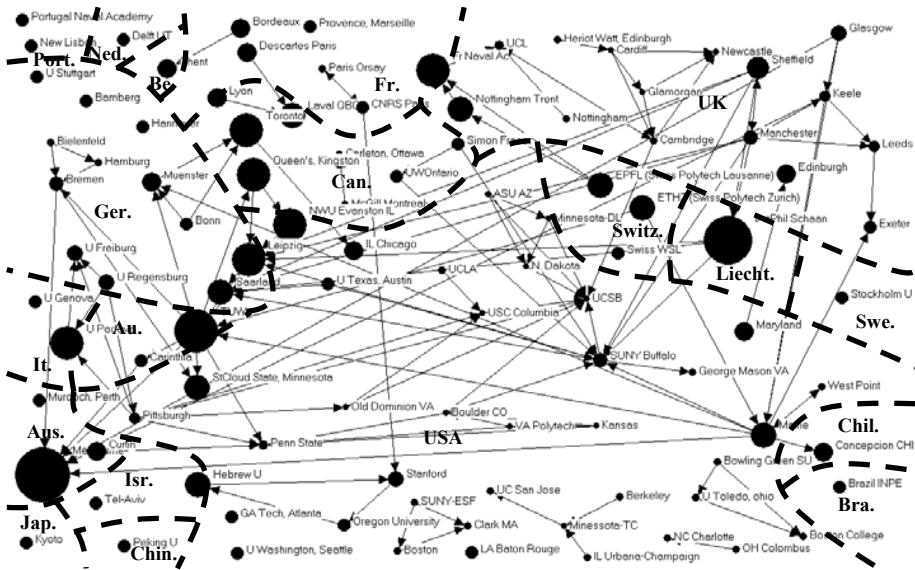 Portugal Naval Academy
Bordeaux
Provence, Marseille
Glasgow
New Lisbon
Delft UT
Ned.
Descartes Paris
Fr Naval Ac
UCL
Heriot Watt, Edinburgh
Cardiff
Newcastle
Port.
Ghent
Paris Orsay
Sheffield
U Stuttgart
Be.
Fr.
Glamorgan
Keele
Bamberg
Lyon
Laval QBC
CNRS Paris
Nottingham Trent
UK
Toronto
Nottingham
Hannover
Cambridge
Manchester
Bielenfeld
Simon Fra
Leeds
Hamburg
Queen's, Kingston
Carleton, Ottawa
Bremen
Muenster
Can.
UWOntario
CEPFL (Swiss Polytech Lausanne)
Edinburgh
ASU AZ
ETHZ (Swiss Polytech Zurich)
McGill Montreal
Ger.
NWU Evanston IL
Minnesota-DL
Phil Schaan
Bonn
Switz.
Exeter
U Freiburg
Leipzig
IL Chicago
Swiss WSL
U Regensburg
N. Dakota
UCLA
Liecht.
Saarland
U Texas, Austin
U Genova
UCSB
Stockholm U
Au.
USC Columbia
Swe.
Maryland
It.
Carinthia
SUNY Buffalo
George Mason VA
StCloud State, Minnesota
West Point
Murdoch, Perth
Pittsburgh
Old Dominion VA
Boulder CO
Chil.
Aus.
VA Polytech
Kansas
Maine
Curtin
Penn State
USA
Concepcion CHI
Isr.
Hebrew U
Stanford
Bowling Green SU
Brazil INPE
Tel-Aviv
SUNY-ESF
UC San Jose
Berkeley
U Toledo, ohio
Bra.
Jap.
GA Tech, Atlanta
Oregon University
Clark MA
Minessota-TC
Kyoto
Peking U
Boston
NC Charlotte
Boston College
Chin.
U Washington, Seattle
LA Baton Rouge
IL Urbana-Champaign
OH Colombus